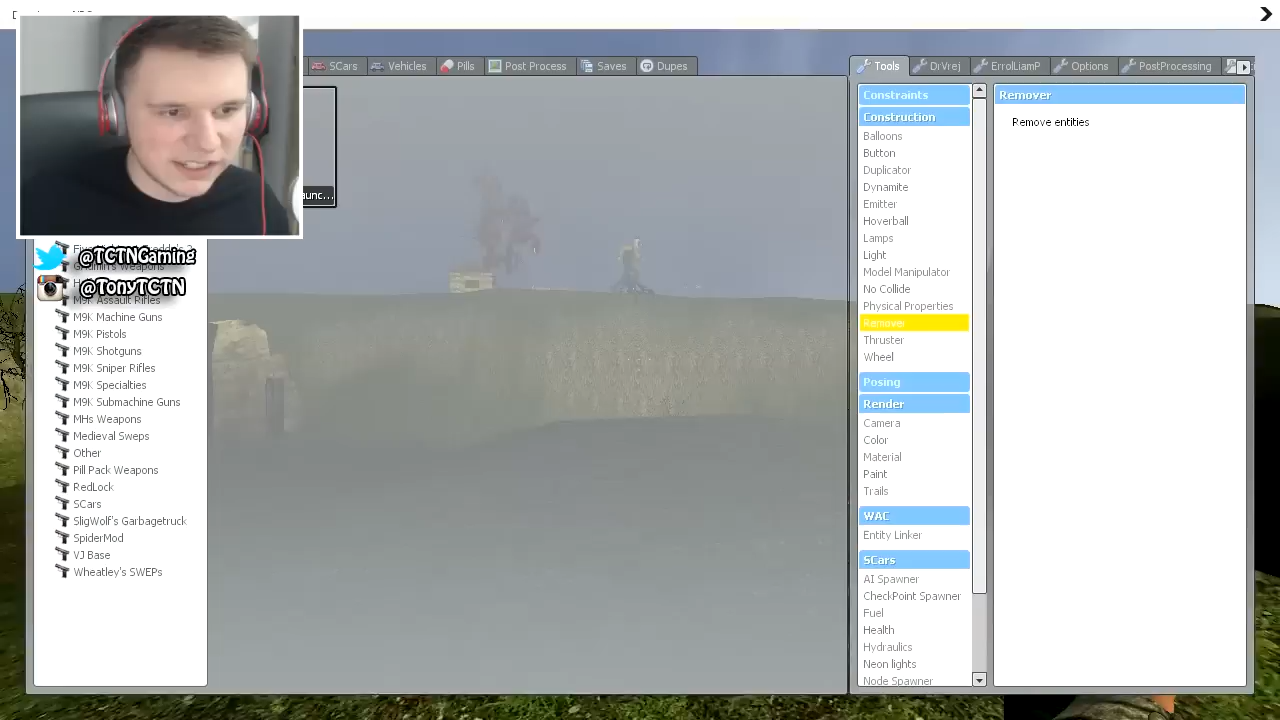 SCars
Vehicles
Pills
Post Process
Saves
Dupes
Tools
DrVrej
ErrolLiamP
Options
PostProcessing
Constraints
Construction
Balloons
Button
Duplicator
Dynamite
Emitter
Hoverball
Lamps
Light
Model Manipulator
No Collide
Physical Properties
Remover
Thruster
Wheel
Posing
Render
Camera
Color
Material
Paint
Trails
WAC
Entity Linker
SCars
AI Spawner
CheckPoint Spawner
Fuel
Health
Hydraulics
Neon lights
Node Spawner
Remover
Remove entities
@TCTNGaming
@TonyTCTN
M9K Assault Rifles
M9K Machine Guns
M9K Pistols
M9K Shotguns
M9K Sniper Rifles
M9K Specialties
M9K Submachine Guns
MHs Weapons
Medieval Sweps
Other
Pill Pack Weapons
RedLock
SCars
SligWolf's Garbagetruck
SpiderMod
VJ Base
Wheatley's SWEPs